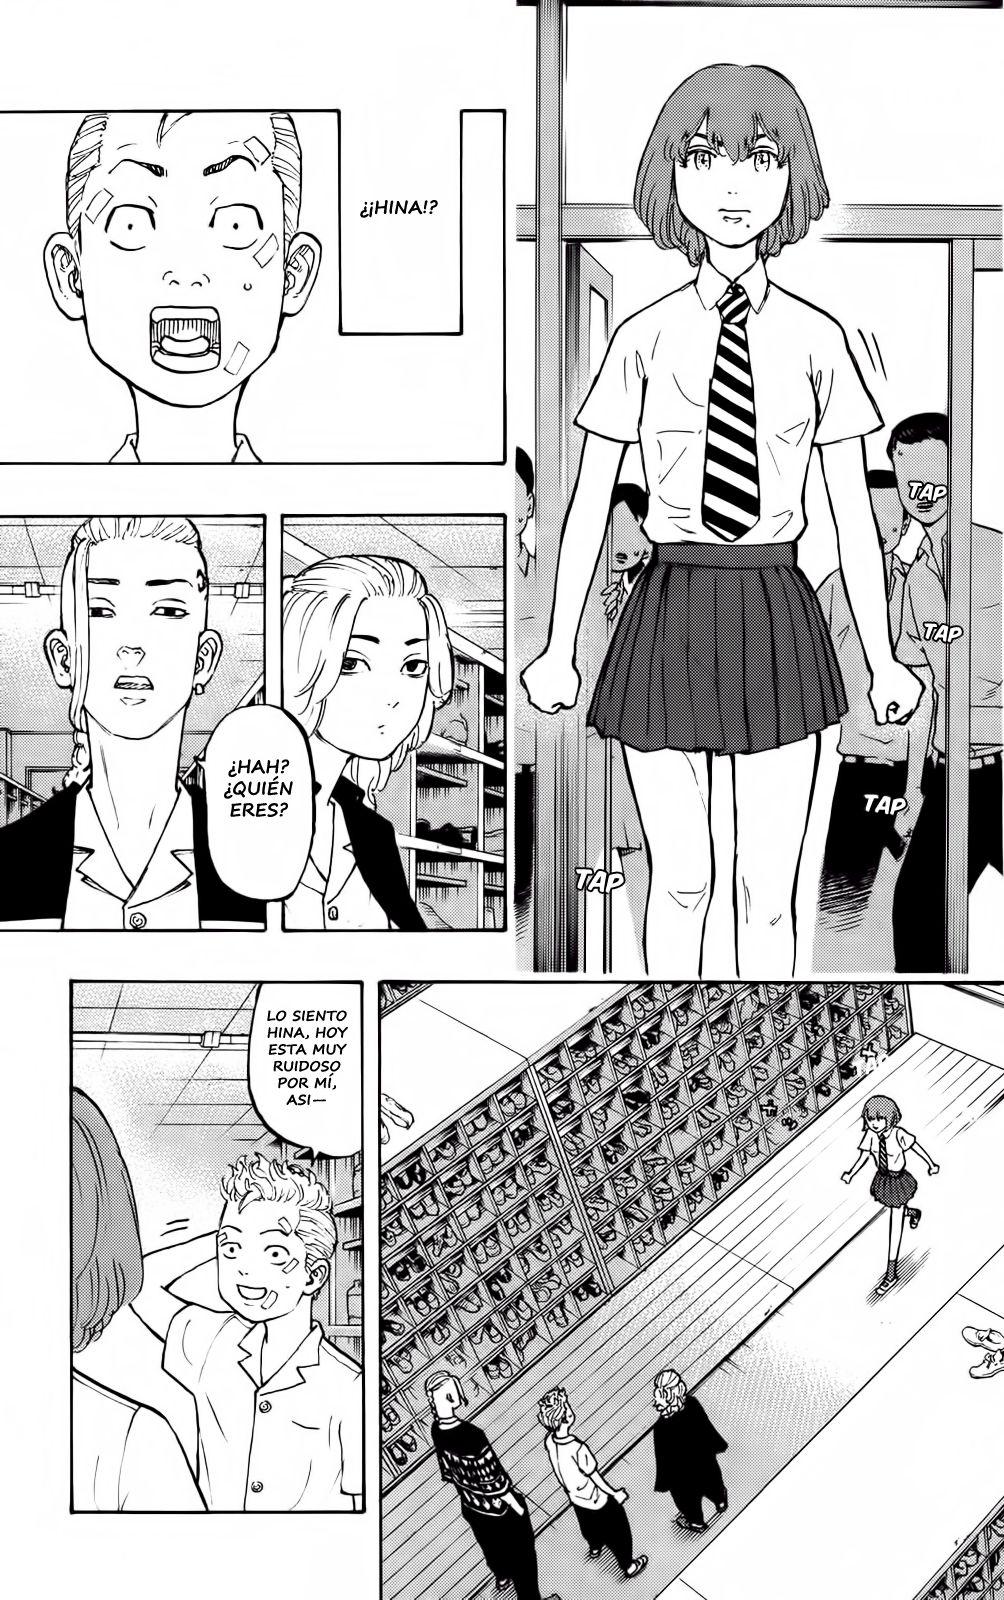 TAP
TAP
TAP
TAP
¿¡¡HINA!?
¿HAH?
¿QUIÉN
ERES?
LO SIENTO
HINA, HOY
ESTA MUY
RUIDOSO
POR MÍ,
ASI—